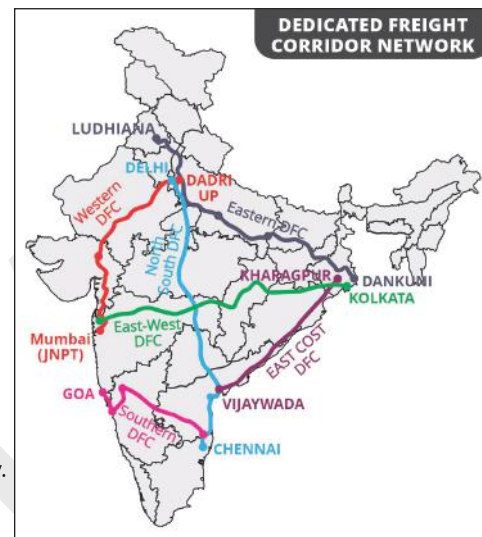 DEDICATED FREIGHT
CORRIDOR NETWORK
LUDHIANA
DELHI
DADRI
UP
Western
DFC
Eastern DFC
North
South DFC
KHARAGPUR
DANKUNI
KOLKATA
East-West
DFC
Mumbai
(JNPT)
EAST COST
DFC
GOA
VIJAYWADA
Southern
DFC
CHENNAI